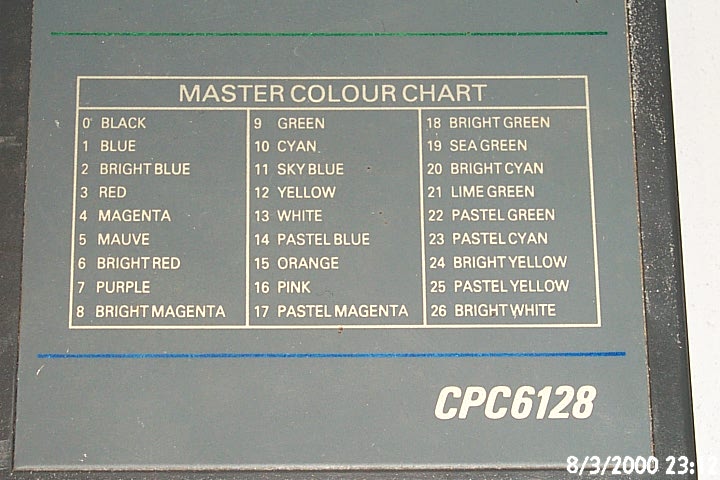 MASTER COLOUR CHART
0 BLACK
1 BLUE
2 BRIGHT BLUE
3 RED
4 MAGENTA
5 MAUVE
6 BRIGHT RED
7 PURPLE
8 BRIGHT MAGENTA
9 GREEN
10 CYAN
11 SKY BLUE
12 YELLOW
13 WHITE
14 PASTEL BLUE
15 ORANGE
16 PINK
17 PASTEL MAGENTA
18 BRIGHT GREEN
19 SEA GREEN
20 BRIGHT CYAN
21 LIME GREEN
22 PASTEL GREEN
23 PASTEL CYAN
24 BRIGHT YELLOW
25 PASTEL YELLOW
26 BRIGHT WHITE
CPC6128
8/3/2000 23:12